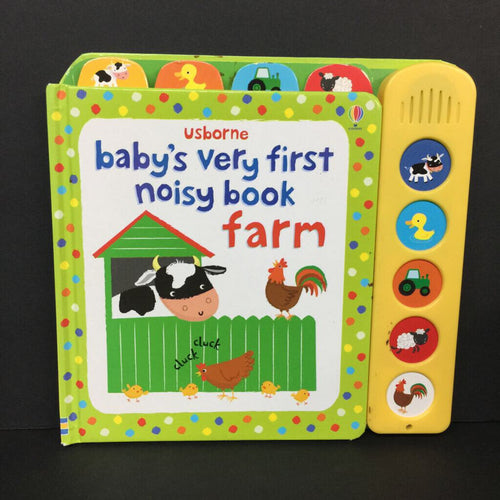 Usborne
baby's very first
noisy book
farm
cluck
cluck